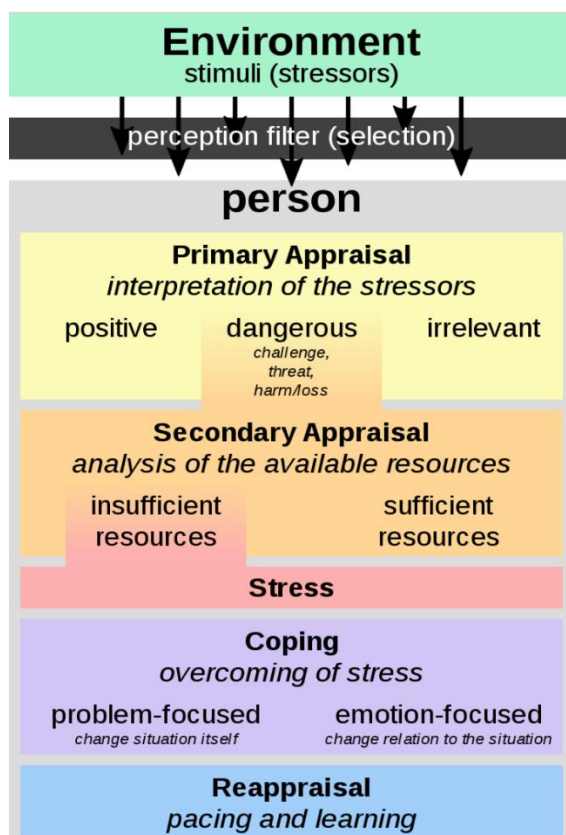 Environment
stimuli (stressors)
perception filter (selection)
person
Primary Appraisal
interpretation of the stressors
positive
dangerous
irrelevant
challenge,
threat,
harm/loss
Secondary Appraisal
analysis of the available resources
insufficient
resources
sufficient
resources
Stress
Coping
overcoming of stress
problem-focused
change situation itself
emotion-focused
change relation to the situation
Reappraisal
pacing and learning